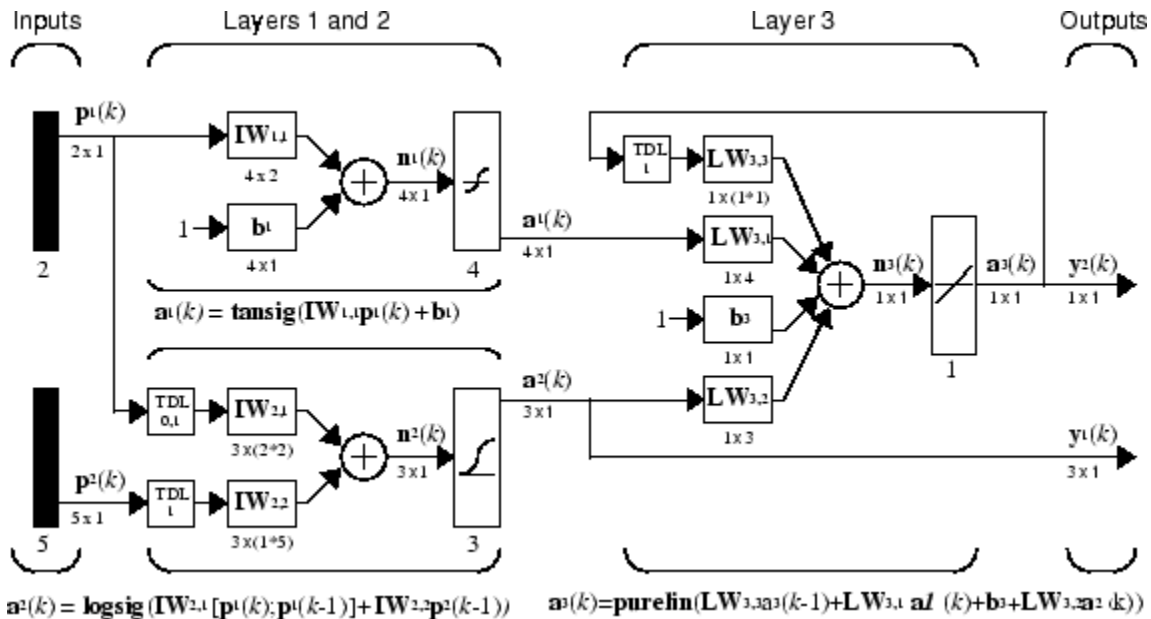 Inputs Layers 1 and 2 Layer 3 Outputs
p1(k) IW1,1 n1(k) TDL 1 LW3,3
2 x 1 4 x 2 4 x 1 1 x (1*1)
1 b1 a1(k) LW3,1 n3(k) a3(k) y2(k)
2 4 x 1 4 4 x 1 1 x 4 1 x 1 1 x 1 1 x 1
a1(k) = tansig(IW1,1p1(k) + b1) 1 b3
1 x 1 1
a2(k) LW3,2
TDL 0,1 IW2,1 n2(k) 3 x 1 1 x 3 y1(k)
3 x (2*2) 3 x 1 3 x 1
p2(k) TDL 1 IW2,2
5 x 1 3 x (1*5)
5 3
a2(k) = logsig(IW2,1 [p1(k);p1(k-1)]+ IW2,2p2(k-1)) a3(k)=purelin(LW3,3a3(k-1)+LW3,1 a1 (k)+b3+LW3,2a2 (k))